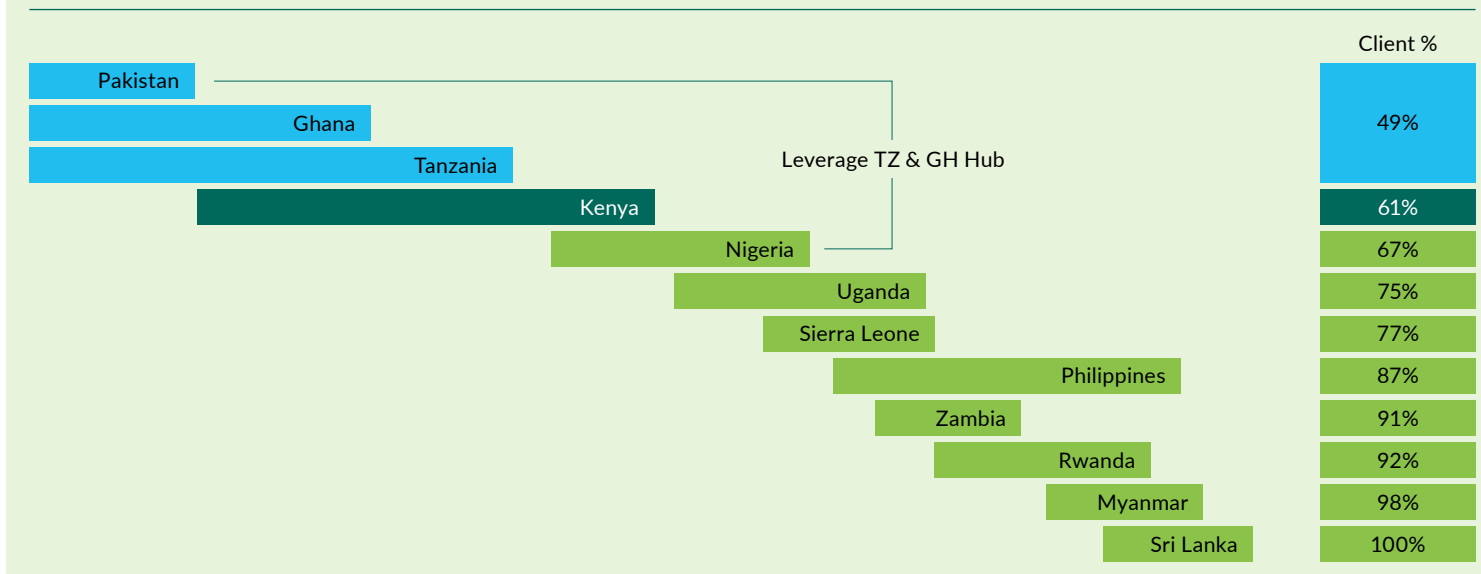 Client %
Pakistan
Ghana
49%
Tanzania
Leverage TZ & GH Hub
Kenya
61%
Nigeria
67%
Uganda
75%
Sierra Leone
77%
Philippines
87%
Zambia
91%
Rwanda
92%
Myanmar
98%
Sri Lanka
100%